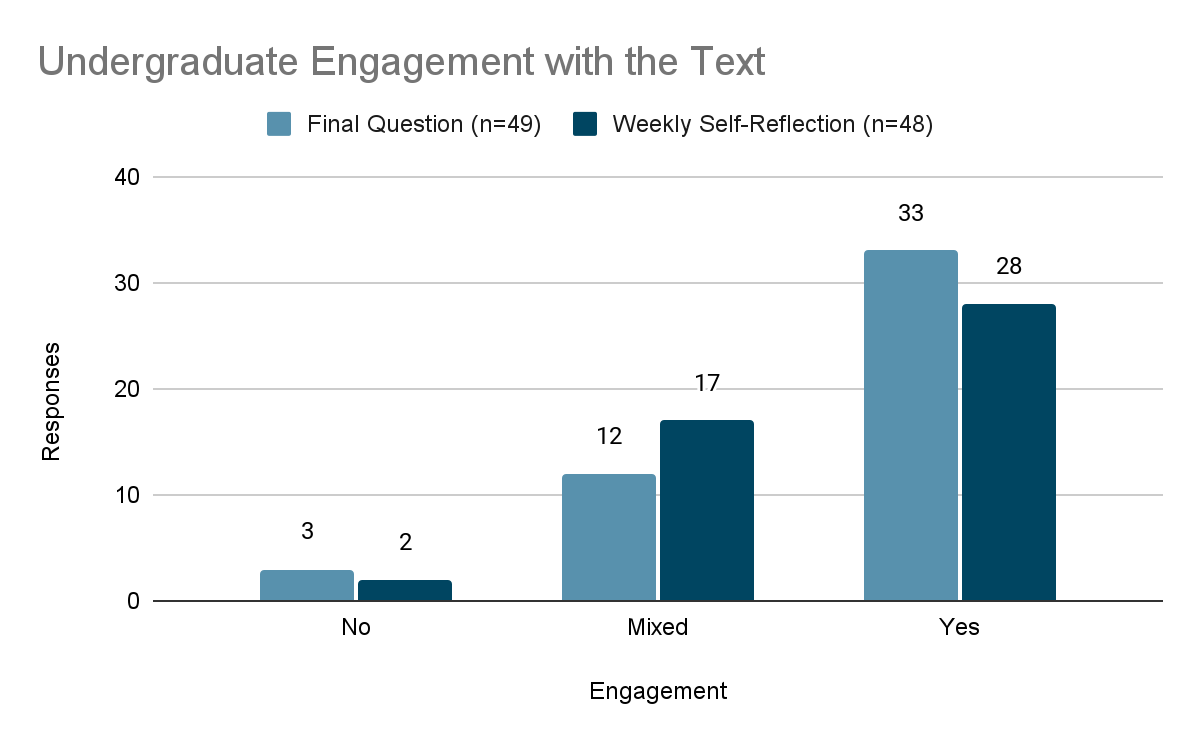 Undergraduate Engagement with the Text
Final Question (n=49) Weekly Self-Reflection (n=48)
40
30
20
10
0
Responses
3 2 12 17 33 28
No Mixed Yes
Engagement